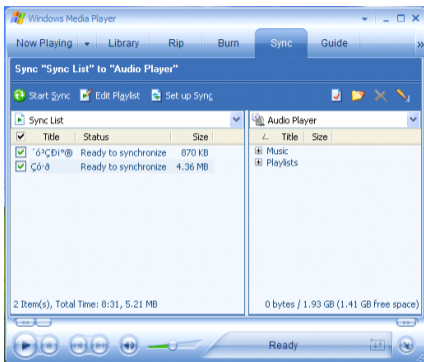 Windows Media Player
Now Playing Library Rip Burn Sync Guide »
Sync "Sync List" to "Audio Player"
Start Sync Edit Playlist Set up Sync
Sync List Audio Player
Title Status Size Title Size
Ready to synchronize 870 KB Music
Çó·ð Ready to synchronize 4.36 MB Playlists
2 Item(s), Total Time: 8:31, 5.21 MB 0 bytes / 1.93 GB (1.41 GB free space)
Ready